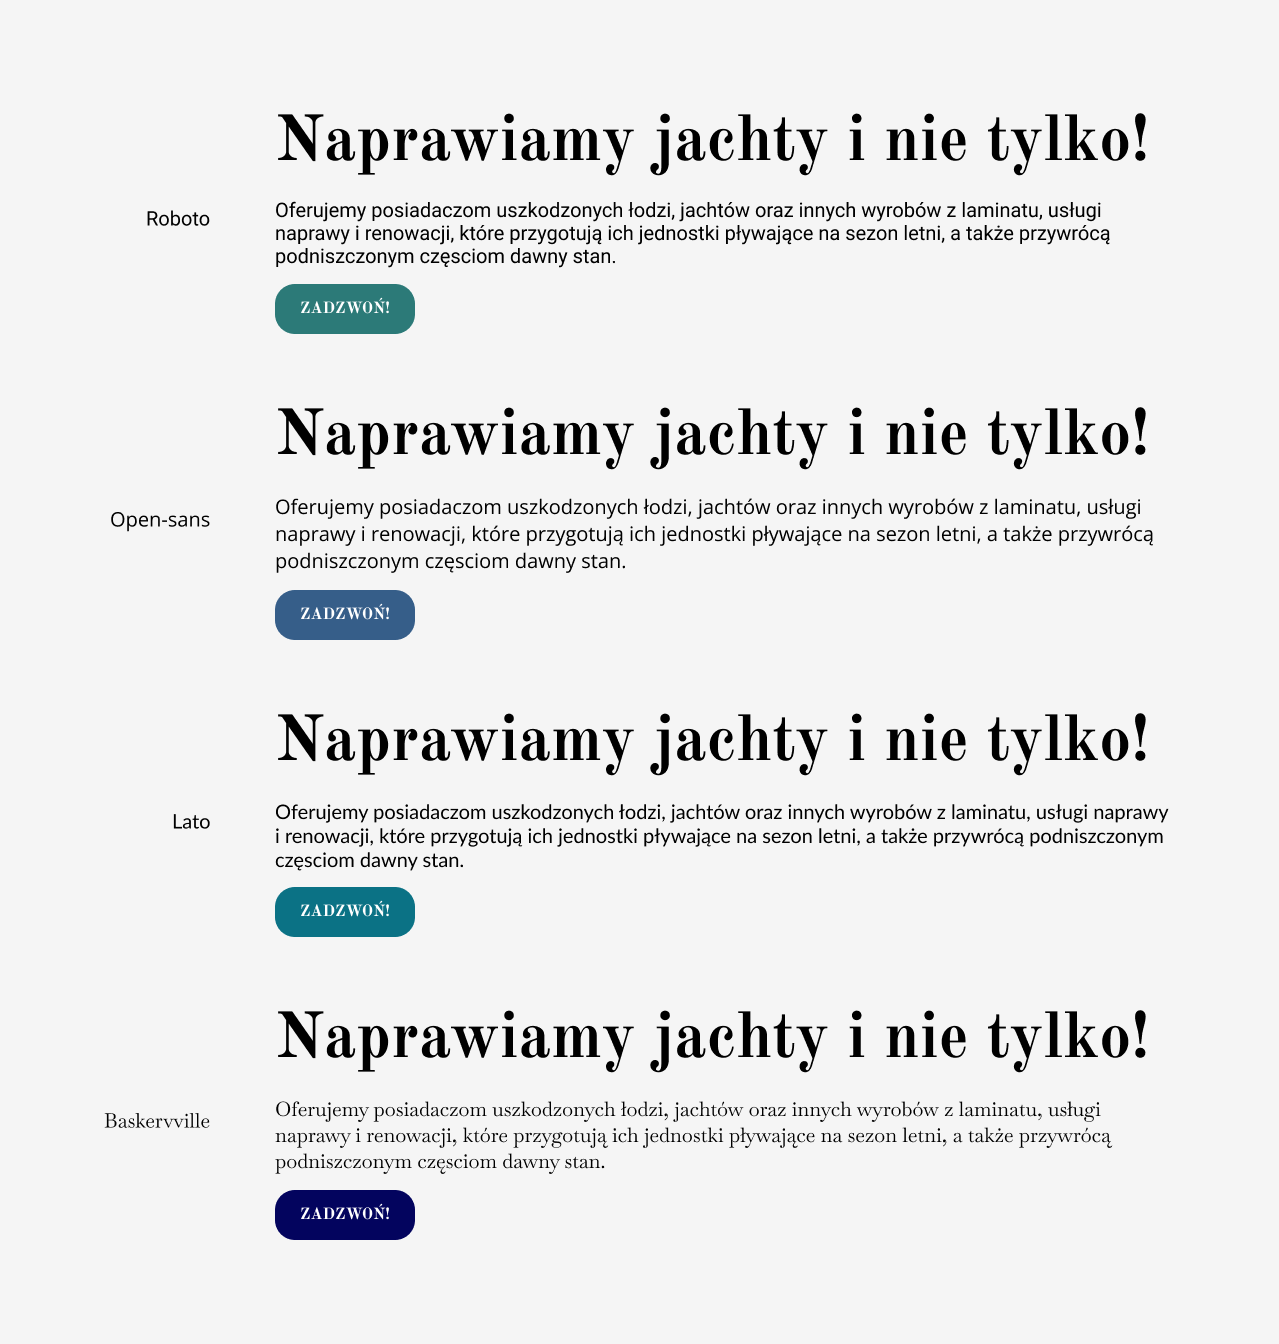 Naprawiamy jachty i nie tylko!
Roboto
Oferujemy posiadaczom uszkodzonych łodzi, jachtów oraz innych wyrobów z laminatu, usługi
naprawy i renowacji, które przygotują ich jednostki pływające na sezon letni, a także przywrócą
podniszczonym częsciom dawny stan.
ZADZWOŃ!
Naprawiamy jachty i nie tylko!
Open-sans
Oferujemy posiadaczom uszkodzonych łodzi, jachtów oraz innych wyrobów z laminatu, usługi
naprawy i renowacji, które przygotują ich jednostki pływające na sezon letni, a także przywrócą
podniszczonym częsciom dawny stan.
ZADZWOŃ!
Naprawiamy jachty i nie tylko!
Lato
Oferujemy posiadaczom uszkodzonych łodzi, jachtów oraz innych wyrobów z laminatu, usługi naprawy
i renowacji, które przygotują ich jednostki pływające na sezon letni, a także przywrócą podniszczonym
częsciom dawny stan.
ZADZWOŃ!
Naprawiamy jachty i nie tylko!
Baskervville
Oferujemy posiadaczom uszkodzonych łodzi, jachtów oraz innych wyrobów z laminatu, usługi
naprawy i renowacji, które przygotują ich jednostki pływające na sezon letni, a także przywrócą
podniszczonym częsciom dawny stan.
ZADZWOŃ!